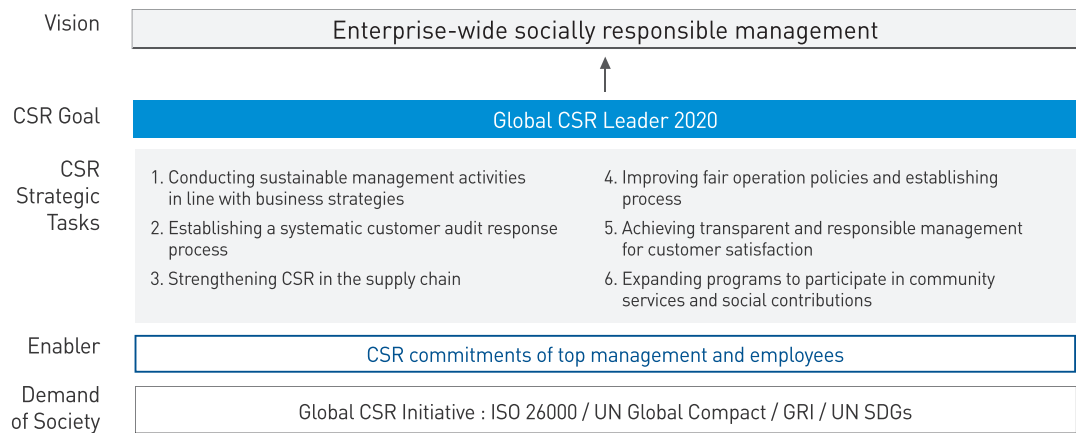 Vision
Enterprise-wide socially responsible management
CSR Goal
Global CSR Leader 2020
CSR
Strategic
Tasks
1. Conducting sustainable management activities
in line with business strategies
2. Establishing a systematic customer audit response
process
3. Strengthening CSR in the supply chain
4. Improving fair operation policies and establishing
process
5. Achieving transparent and responsible management
for customer satisfaction
6. Expanding programs to participate in community
services and social contributions
Enabler
CSR commitments of top management and employees
Demand
of Society
Global CSR Initiative : ISO 26000 / UN Global Compact / GRI / UN SDGs